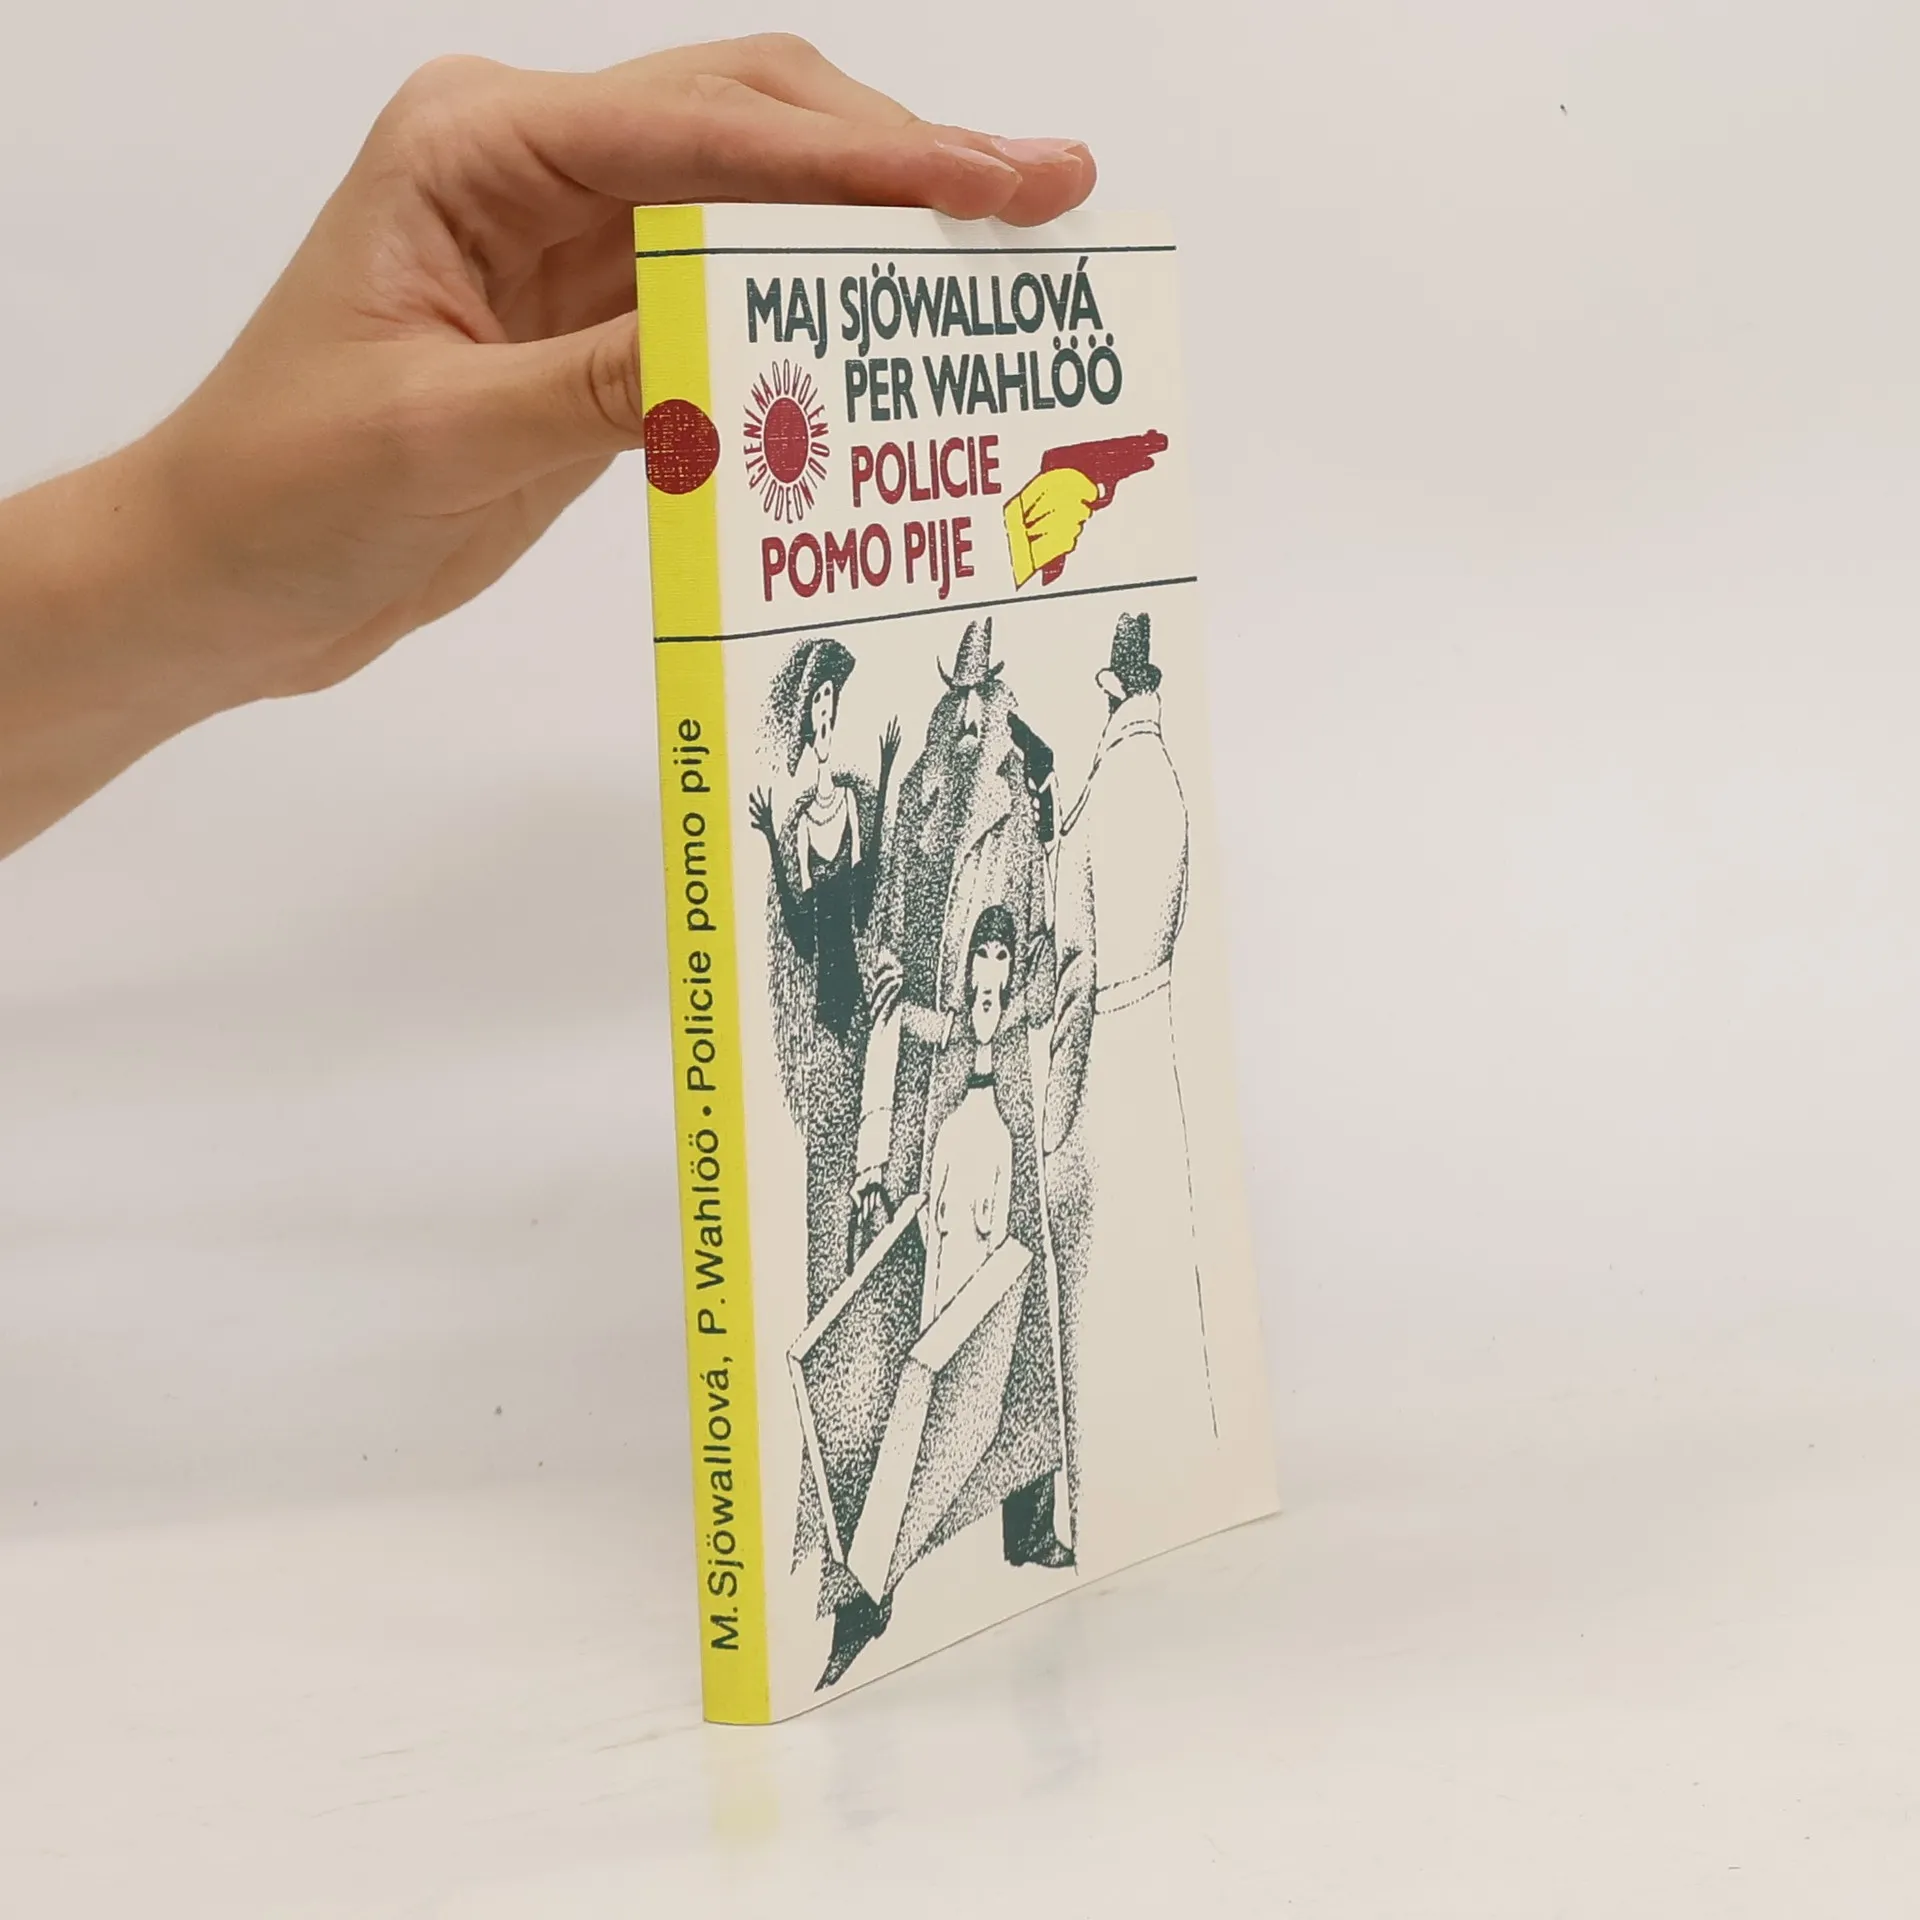 MAJ SJÖWALLOVÁ
PER WAHLÖÖ
POLICIE
POMO PIJE
ČTENÍ NA DOVOLENOU ODEON
M. Sjöwallová, P. Wahlöö • Policie pomo pije